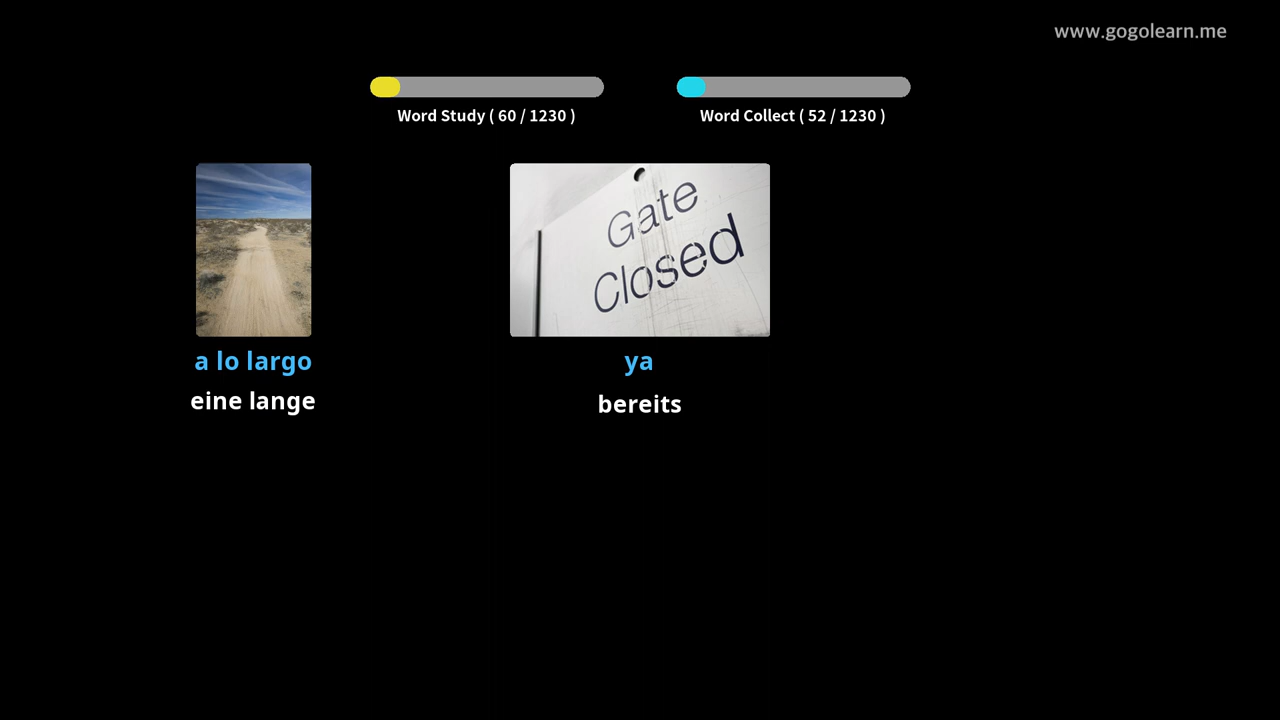 www.gogolearn.me
Word Study ( 60 / 1230 )
Word Collect ( 52 / 1230 )
Gate
Closed
a lo largo
ya
eine lange
bereits